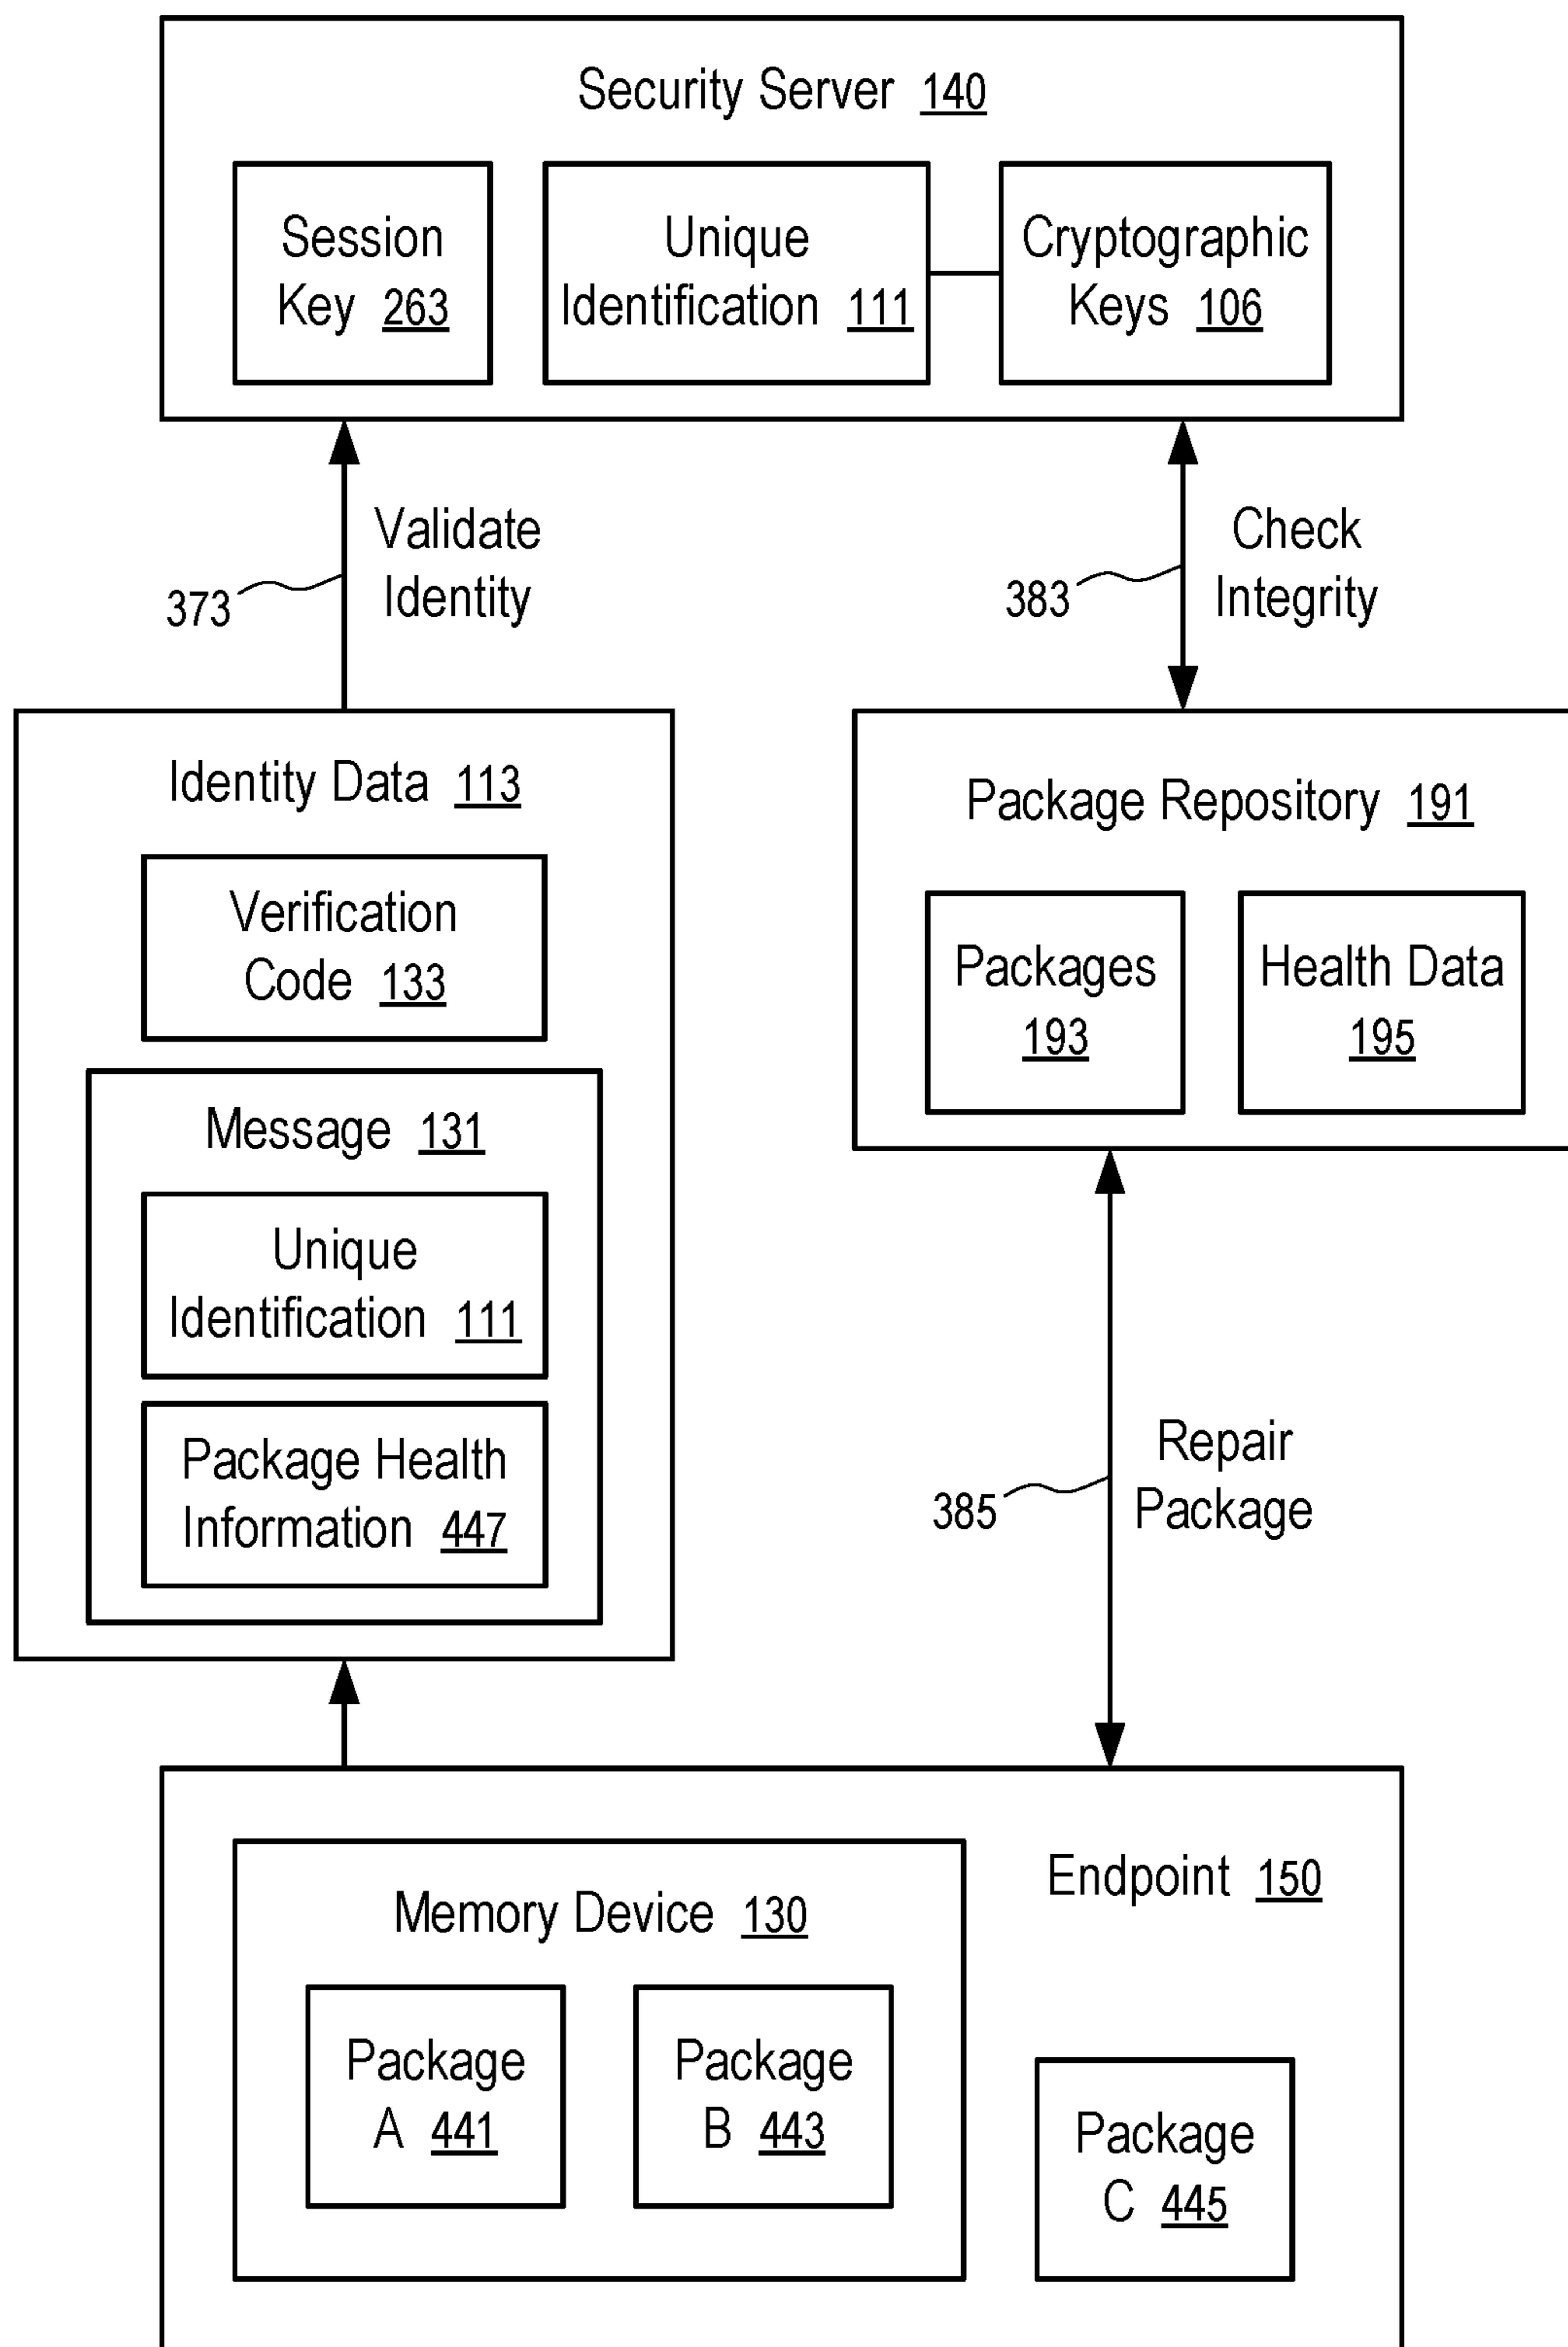 Security Server 140
Session
Key 263
Unique
Identification 111
Cryptographic
Keys 106
Validate
Identity
373
Check
Integrity
383
Identity Data 113
Verification
Code 133
Message 131
Unique
Identification 111
Package Health
Information 447
Package Repository 191
Packages
193
Health Data
195
Repair
Package
385
Endpoint 150
Memory Device 130
Package
A 441
Package
B 443
Package
C 445